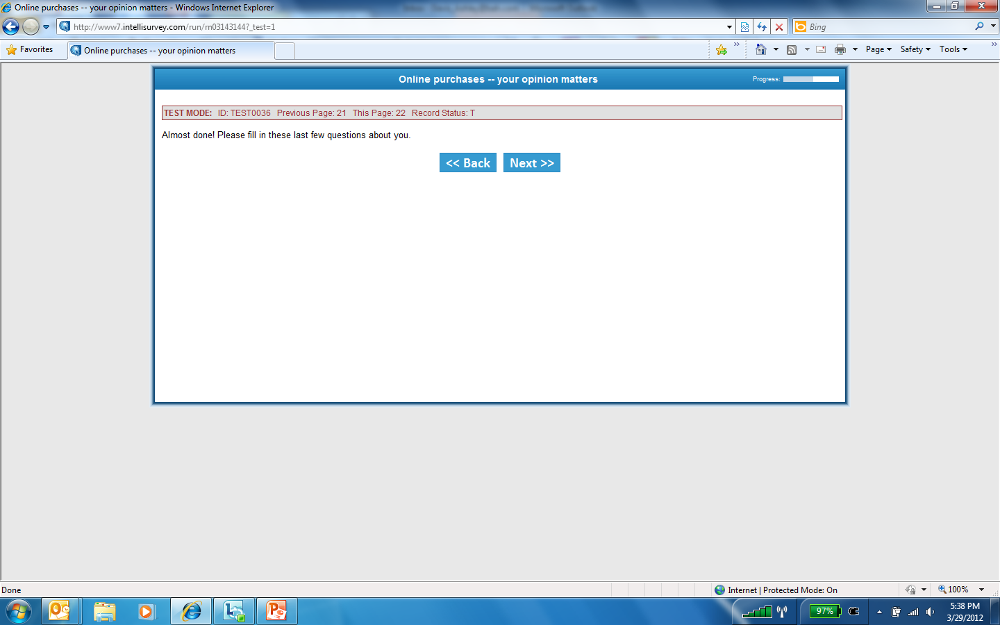 Online purchases -- your opinion matters - Windows Internet Explorer
http://www7.intellisurvey.com/run/rn03143144?_test=1
Bing
Favorites
Online purchases -- your opinion matters
Page
Safety
Tools
Online purchases -- your opinion matters
Progress:
TEST MODE: ID: TEST0036 Previous Page: 21 This Page: 22 Record Status: T
Almost done! Please fill in these last few questions about you.
<< Back
Next >>
Done
Internet | Protected Mode: On
100%
97%
5:38 PM
3/29/2012